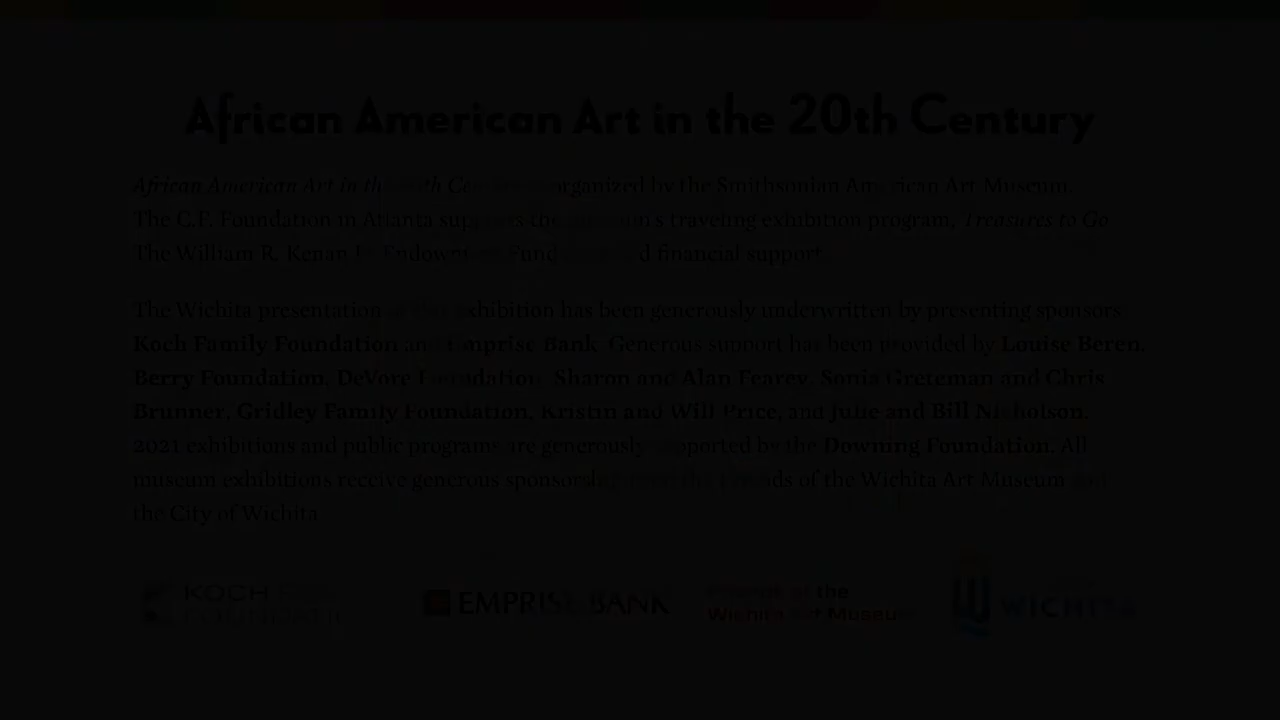 African American Art in the 20th Century
African American Art in the 20th Century organized by the Smithsonian American Art Museum.
The C.F. Foundation in Atlanta supports the museum's traveling exhibition program, Treasures to Go
The William R. Kenan Jr. Endowment Fund provided financial support.
The Wichita presentation of this exhibition has been generously underwritten by presenting sponsors
Koch Family Foundation and Emprise Bank. Generous support has been provided by Louise Beren,
Berry Foundation, DeVore Foundation, Sharon and Alan Fearey, Sonia Greteman and Chris
Brunner, Gridley Family Foundation, Kristin and Will Price, and Julie and Bill Nicholson.
2021 exhibitions and public programs are generously supported by the Downing Foundation. All
museum exhibitions receive generous sponsorship from the Friends of the Wichita Art Museum and
the City of Wichita
KOCH
EMPRISE BANK
Friends of the
Wichita Art Museum
WICHITA